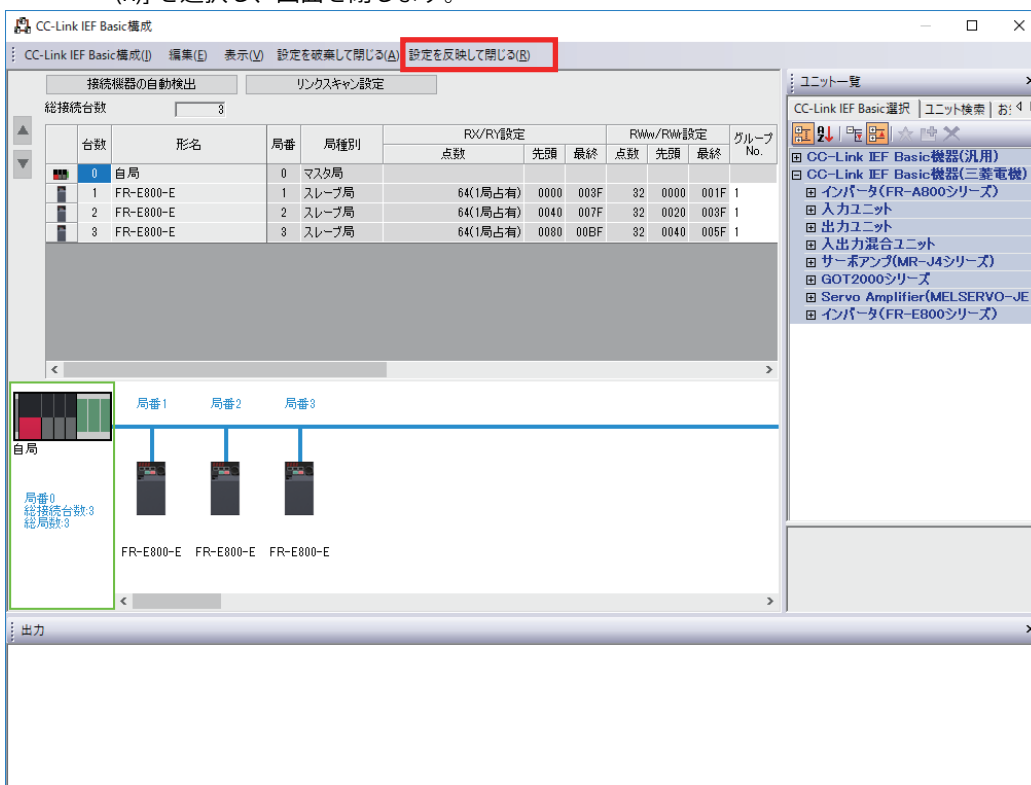 (R)] を選択し、画面を閉じます。
CC-Link IEF Basic構成
CC-Link IEF Basic構成(I) 編集(E) 表示(V) 設定を破棄して閉じる(A) 設定を反映して閉じる(R)
接続機器の自動検出 リンクスキャン設定
総接続台数 3
台数 形名 局番 局種別 RX/RY設定 RWw/RWr設定 グループNo.
点数 先頭 最終 点数 先頭 最終
0 自局 0 マスタ局
1 FR-E800-E 1 スレーブ局 64(1局占有) 0000 003F 32 0000 001F 1
2 FR-E800-E 2 スレーブ局 64(1局占有) 0040 007F 32 0020 003F 1
3 FR-E800-E 3 スレーブ局 64(1局占有) 0080 00BF 32 0040 005F 1
局番1 局番2 局番3
自局
局番0
総接続台数:3
総局数:3
FR-E800-E FR-E800-E FR-E800-E
ユニット一覧
CC-Link IEF Basic選択 ユニット検索 お
CC-Link IEF Basic機器(汎用)
CC-Link IEF Basic機器(三菱電機)
インバータ(FR-A800シリーズ)
入力ユニット
出力ユニット
入出力混合ユニット
サーボアンプ(MR-J4シリーズ)
GOT2000シリーズ
Servo Amplifier(MELSERVO-JE
インバータ(FR-E800シリーズ)
出力